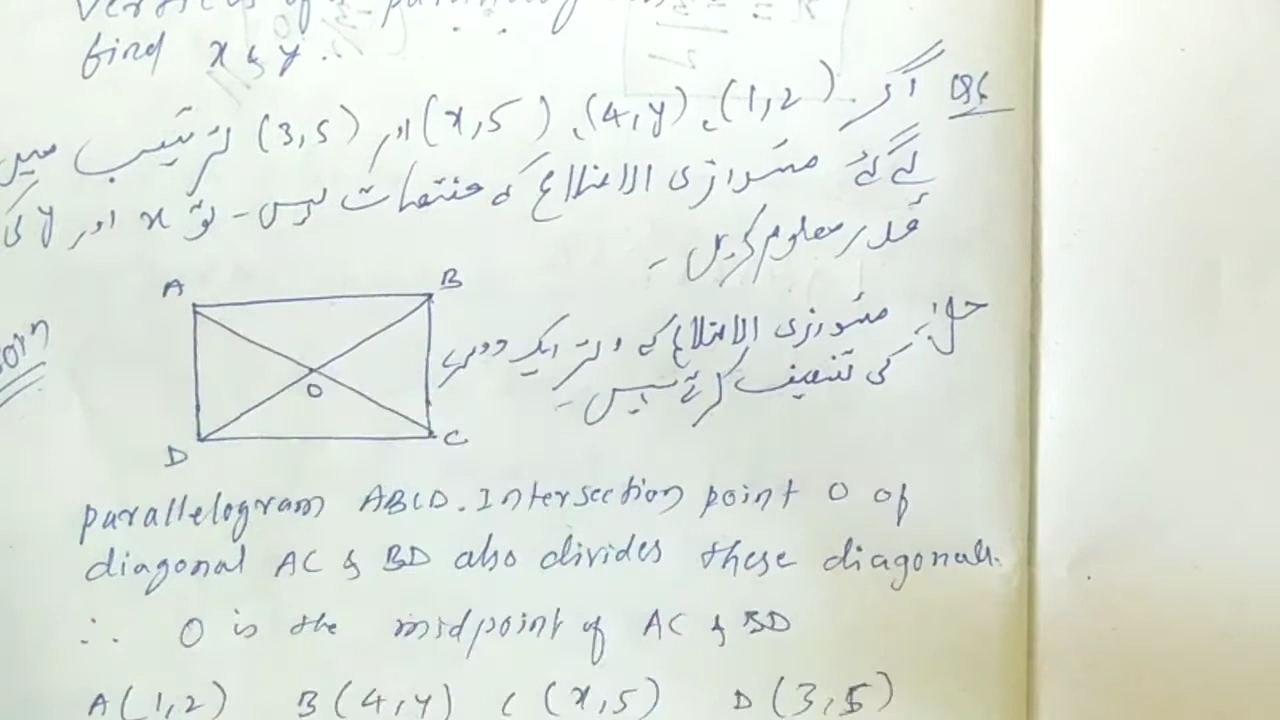 find x & y.
Q6 اگر (1,2)، (4,y)، (x,5) اور (3,5) ترتیب میں
لے گئے متوازی الاضلاع کے منتہات ہیں۔ تو x اور y کی
قدر معلوم کریں۔
حل: متوازی الاضلاع کے وتر ایک دوسرے
کی تنصیف کرتے ہیں۔
A
B
O
D
C
parallelogram ABCD. Intersection point O of
diagonal AC & BD also divides these diagonals.
∴ O is the midpoint of AC & BD
A(1,2) B(4,y) C(x,5) D(3,5)